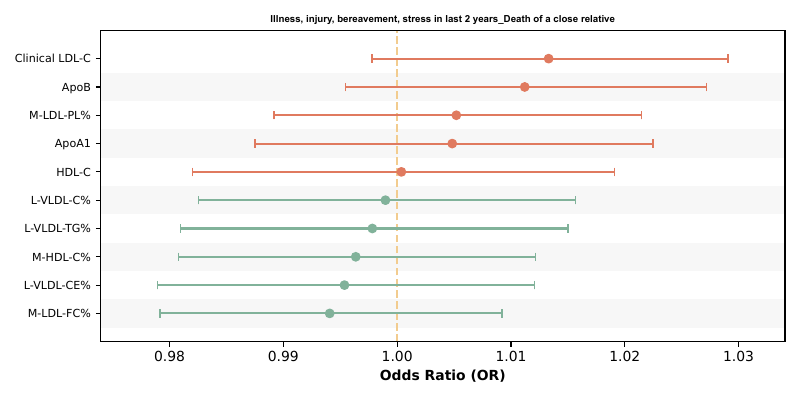 Illness, injury, bereavement, stress in last 2 years_Death of a close relative
Clinical LDL-C
ApoB
M-LDL-PL%
ApoA1
HDL-C
L-VLDL-C%
L-VLDL-TG%
M-HDL-C%
L-VLDL-CE%
M-LDL-FC%
0.98 0.99 1.00 1.01 1.02 1.03
Odds Ratio (OR)